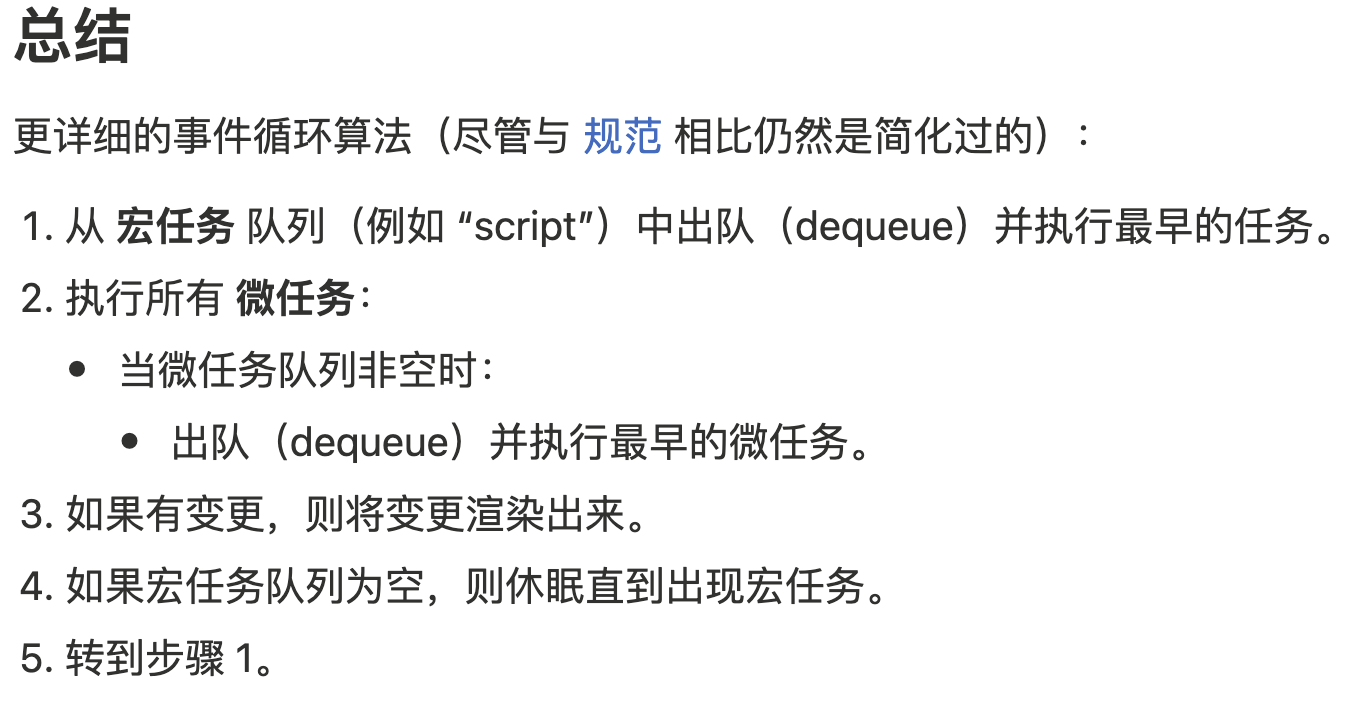 总结
更详细的事件循环算法（尽管与 规范 相比仍然是简化过的）：
1. 从 宏任务 队列（例如 “script”）中出队（dequeue）并执行最早的任务。
2. 执行所有 微任务：
• 当微任务队列非空时：
• 出队（dequeue）并执行最早的微任务。
3. 如果有变更，则将变更渲染出来。
4. 如果宏任务队列为空，则休眠直到出现宏任务。
5. 转到步骤 1。